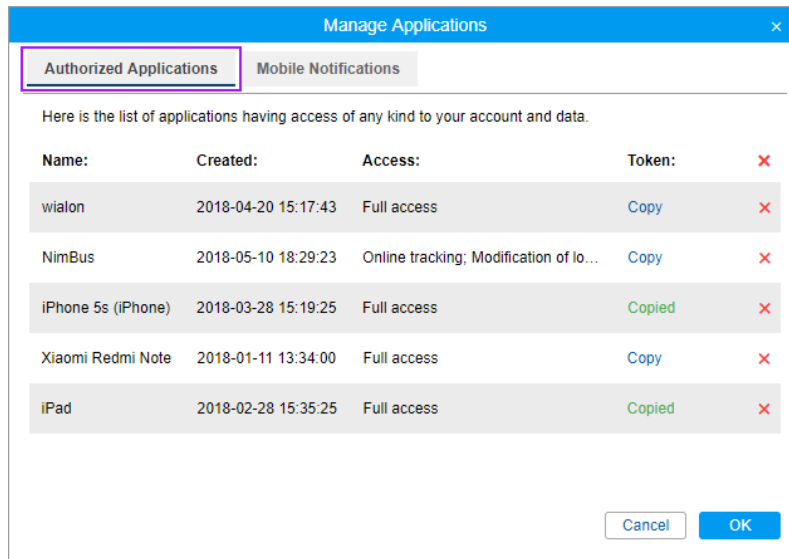 Manage Applications
Authorized Applications Mobile Notifications
Here is the list of applications having access of any kind to your account and data.
Name: Created: Access: Token:
wialon 2018-04-20 15:17:43 Full access Copy
NimBus 2018-05-10 18:29:23 Online tracking; Modification of lo... Copy
iPhone 5s (iPhone) 2018-03-28 15:19:25 Full access Copied
Xiaomi Redmi Note 2018-01-11 13:34:00 Full access Copy
iPad 2018-02-28 15:35:25 Full access Copied
Cancel OK